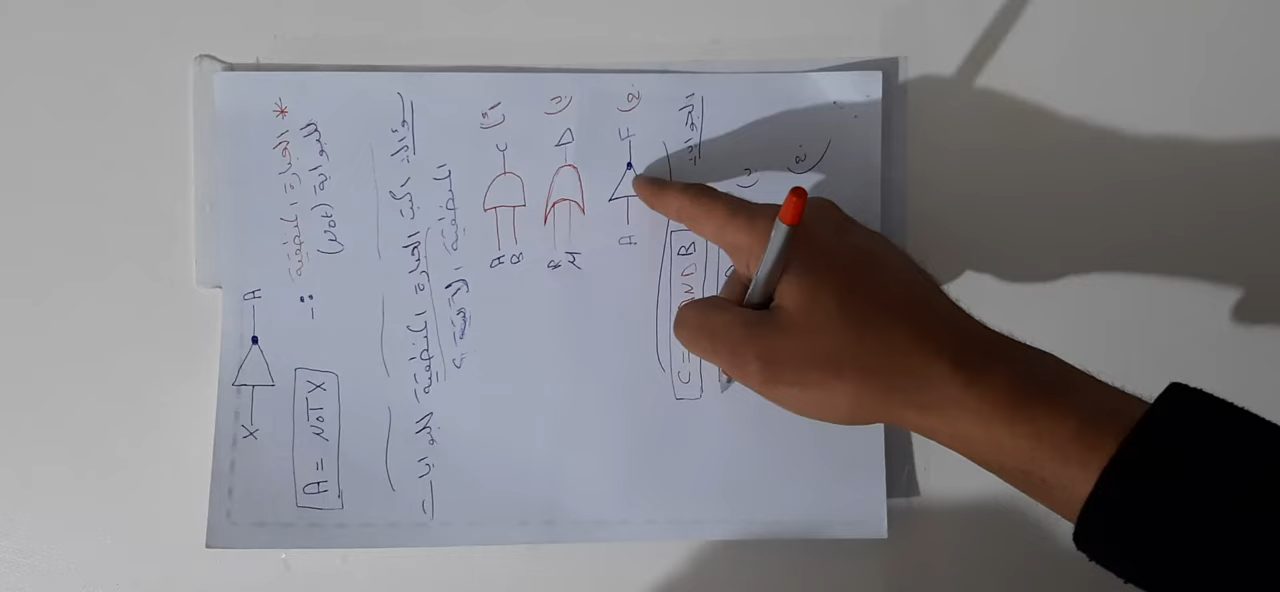 * العبارة المنطقية
للبوابة (NOT) :-
X A
A = NOT X
سؤال: اكتب العبارة المنطقية للبوابات
المنطقية الآتية؟
A B C
M D (ب
A F (ج
الجواب
C = AND B
(ب
(ج